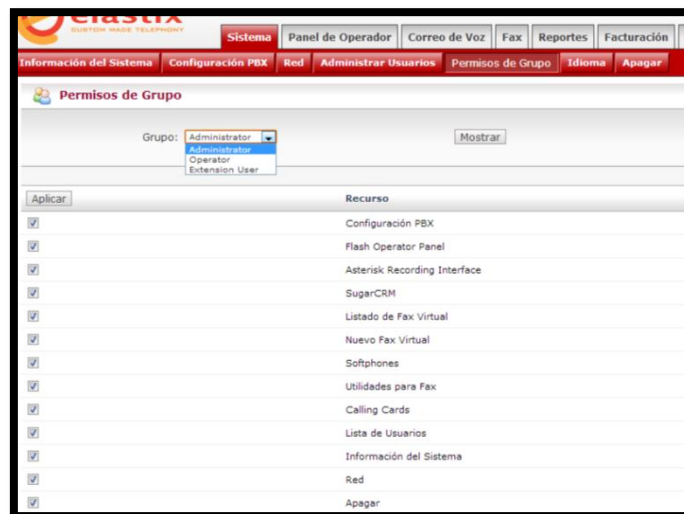 elastix
CUSTOM MADE TELEPHONY
Sistema Panel de Operador Correo de Voz Fax Reportes Facturación
Información del Sistema Configuración PBX Red Administrar Usuarios Permisos de Grupo Idioma Apagar
Permisos de Grupo
Grupo: Administrator Mostrar
Administrator
Operator
Extension User
Aplicar Recurso
Configuración PBX
Flash Operator Panel
Asterisk Recording Interface
SugarCRM
Listado de Fax Virtual
Nuevo Fax Virtual
Softphones
Utilidades para Fax
Calling Cards
Lista de Usuarios
Información del Sistema
Red
Apagar